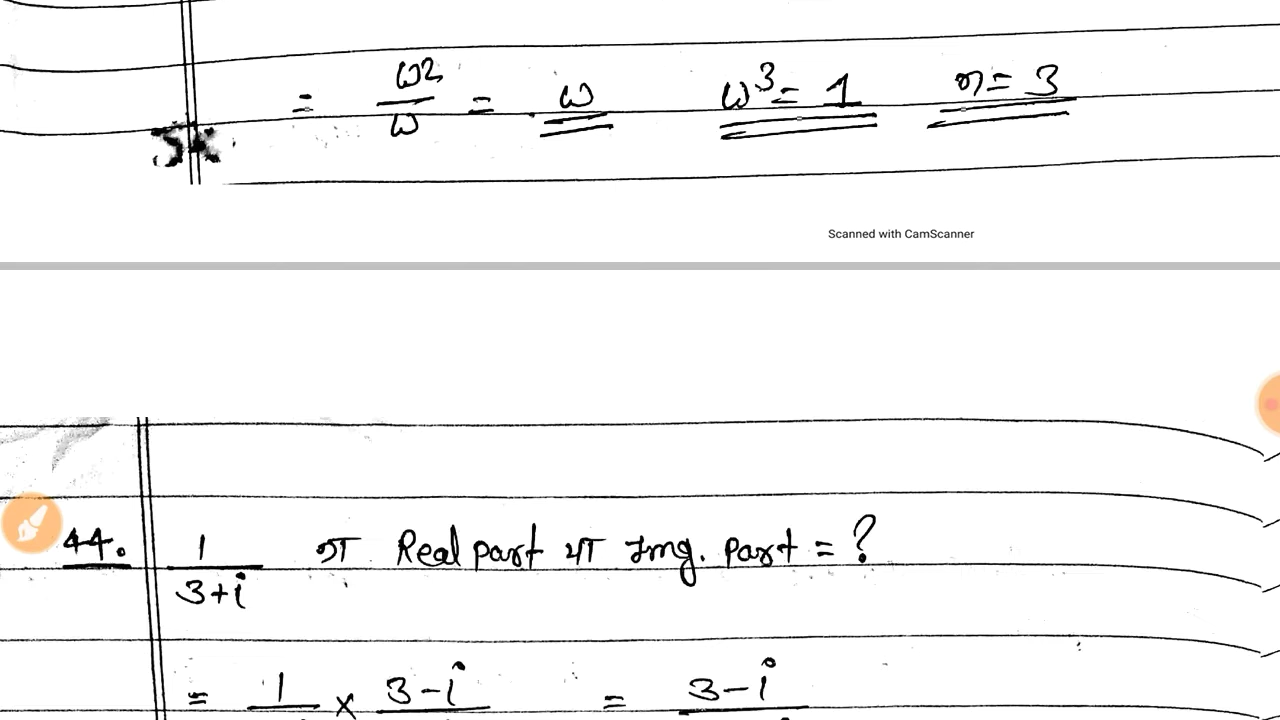 = ω²/ω = ω ω³ = 1 n = 3
Scanned with CamScanner
44. 1/(3+i) का Real part या Img. part = ?
= 1 × 3-i = 3-i